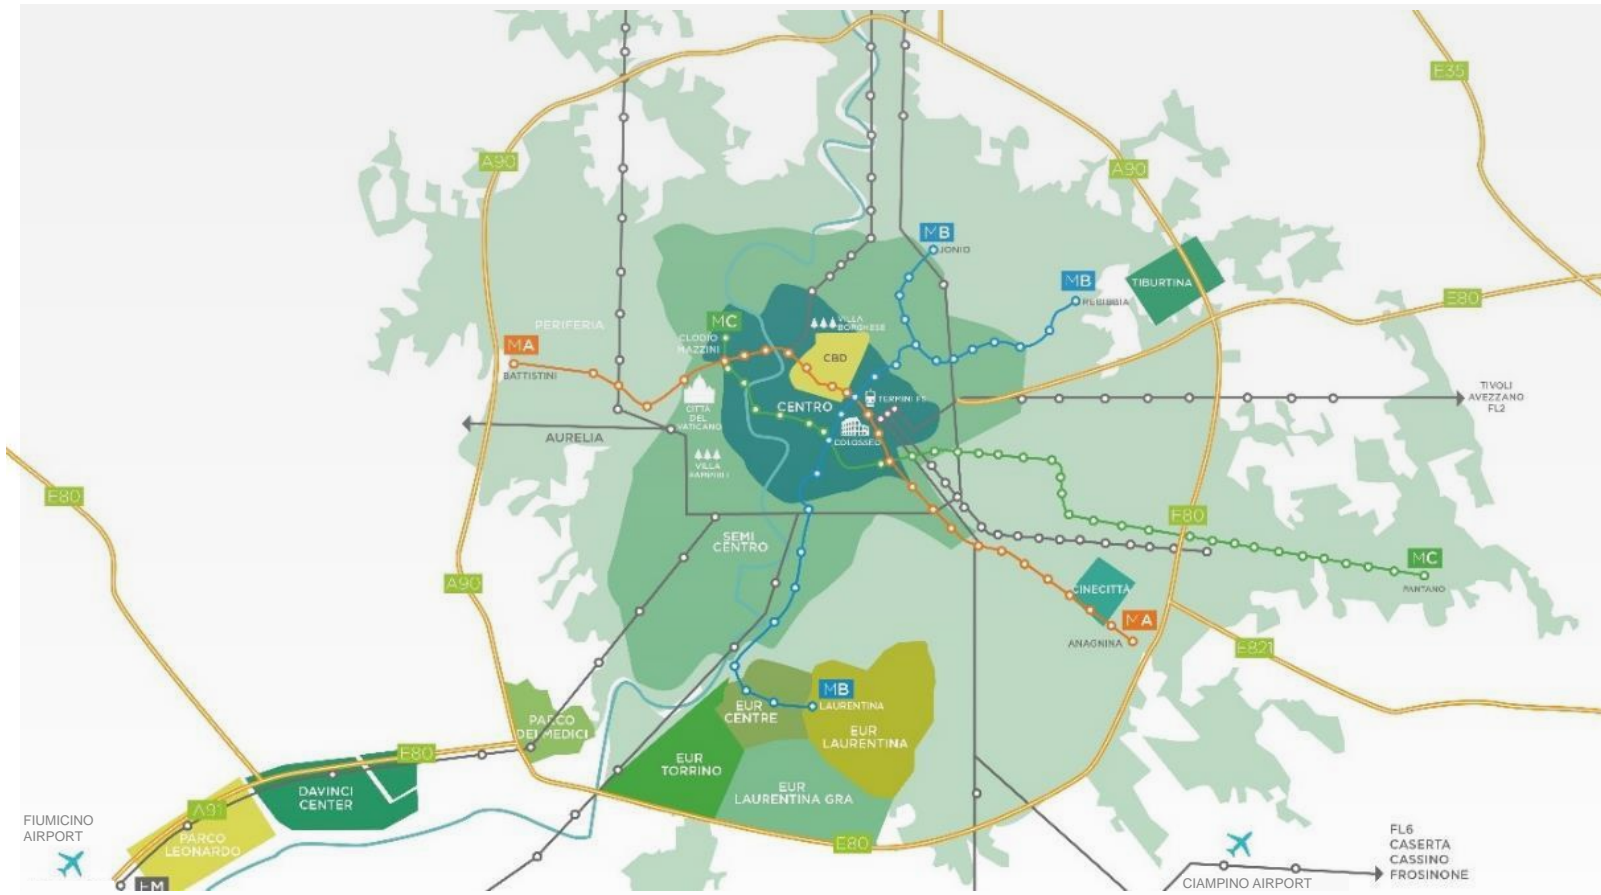 E35
A90
A90
MB
JONIO
MB
REBIBBIA
TIBURTINA
E80
PERIFERIA
MC
CLODIO
MAZZINI
VILLA
BORGHESE
MA
BATTISTINI
CBD
CITTÀ
DEL
VATICANO
CENTRO
TERMINI FS
COLOSSEO
TIVOLI
AVEZZANO
FL2
AURELIA
VILLA
PAMPHILI
E80
E80
SEMI
CENTRO
MC
PANTANO
A90
CINECITTÀ
MA
ANAGNINA
E821
MB
LAURENTINA
EUR
CENTRE
EUR
LAURENTINA
PARCO
DEI MEDICI
E80
EUR
TORRINO
EUR
LAURENTINA GRA
DAVINCI
CENTER
A91
FIUMICINO
AIRPORT
PARCO
LEONARDO
E80
FM
FL6
CASERTA
CASSINO
FROSINONE
CIAMPINO AIRPORT